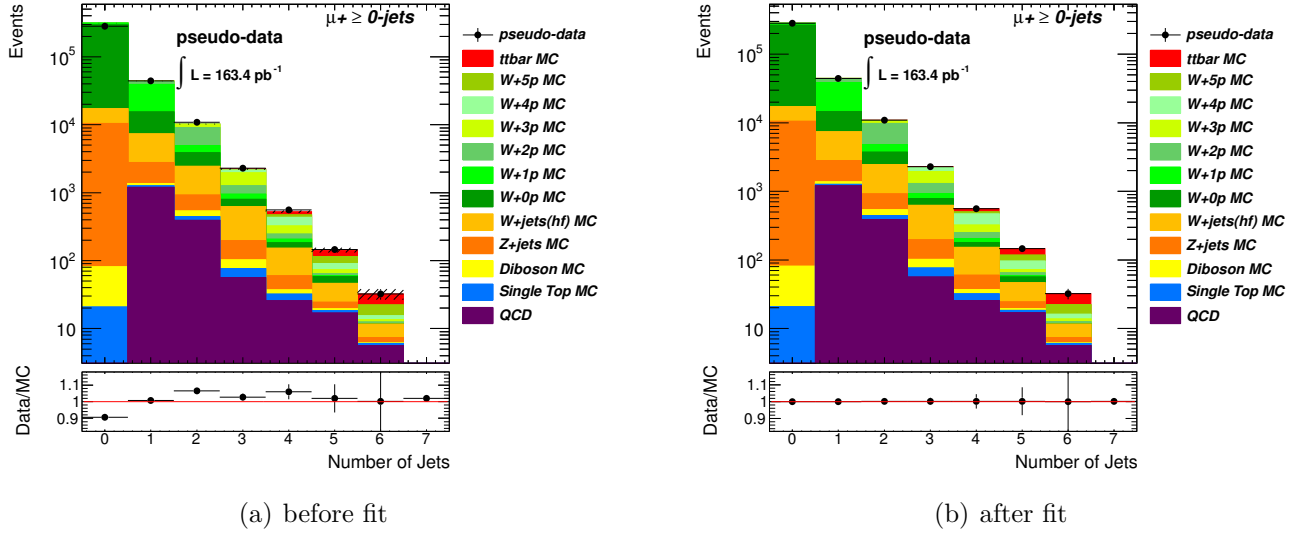 μ+ ≥ 0-jets
Events
10⁵
10⁴
10³
10²
10
pseudo-data
∫ L = 163.4 pb⁻¹
pseudo-data
ttbar MC
W+5p MC
W+4p MC
W+3p MC
W+2p MC
W+1p MC
W+0p MC
W+jets(hf) MC
Z+jets MC
Diboson MC
Single Top MC
QCD
Data/MC
1.1
1
0.9
0 1 2 3 4 5 6 7
Number of Jets
(a) before fit
μ+ ≥ 0-jets
Events
10⁵
10⁴
10³
10²
10
pseudo-data
∫ L = 163.4 pb⁻¹
pseudo-data
ttbar MC
W+5p MC
W+4p MC
W+3p MC
W+2p MC
W+1p MC
W+0p MC
W+jets(hf) MC
Z+jets MC
Diboson MC
Single Top MC
QCD
Data/MC
1.1
1
0.9
0 1 2 3 4 5 6 7
Number of Jets
(b) after fit